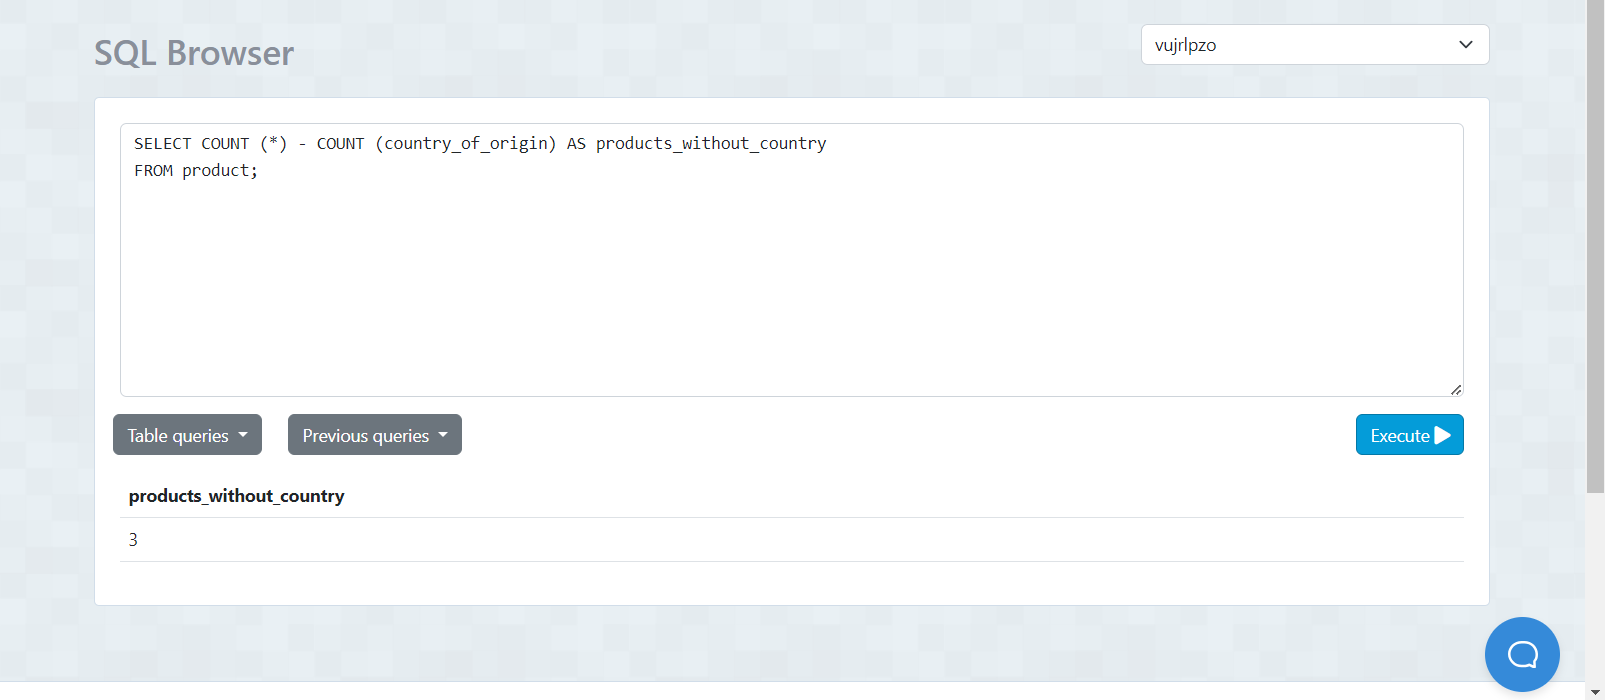 SQL Browser
vujrlpzo
SELECT COUNT (*) - COUNT (country_of_origin) AS products_without_country
FROM product;
Table queries
Previous queries
Execute
products_without_country
3